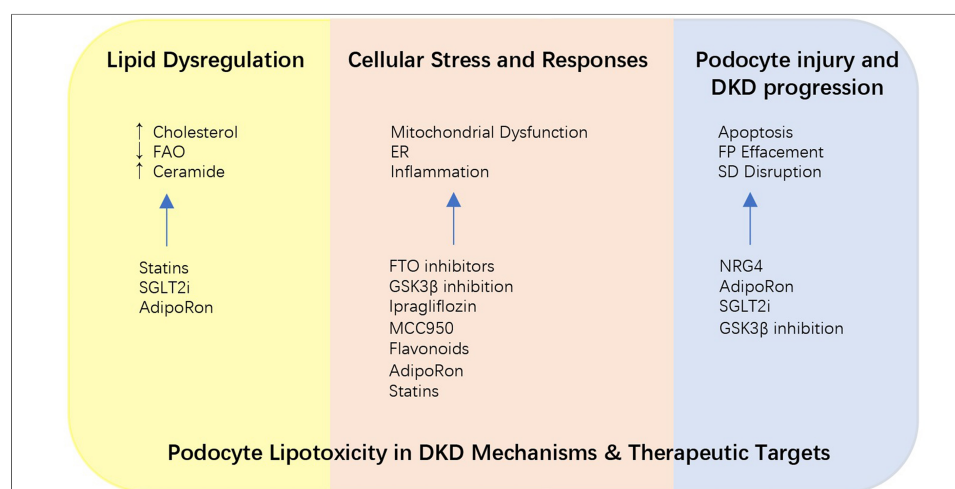 Lipid Dysregulation
↑ Cholesterol
↓ FAO
↑ Ceramide
Statins
SGLT2i
AdipoRon
Cellular Stress and Responses
Mitochondrial Dysfunction
ER
Inflammation
FTO inhibitors
GSK3β inhibition
Ipragliflozin
MCC950
Flavonoids
AdipoRon
Statins
Podocyte injury and
DKD progression
Apoptosis
FP Effacement
SD Disruption
NRG4
AdipoRon
SGLT2i
GSK3β inhibition
Podocyte Lipotoxicity in DKD Mechanisms & Therapeutic Targets